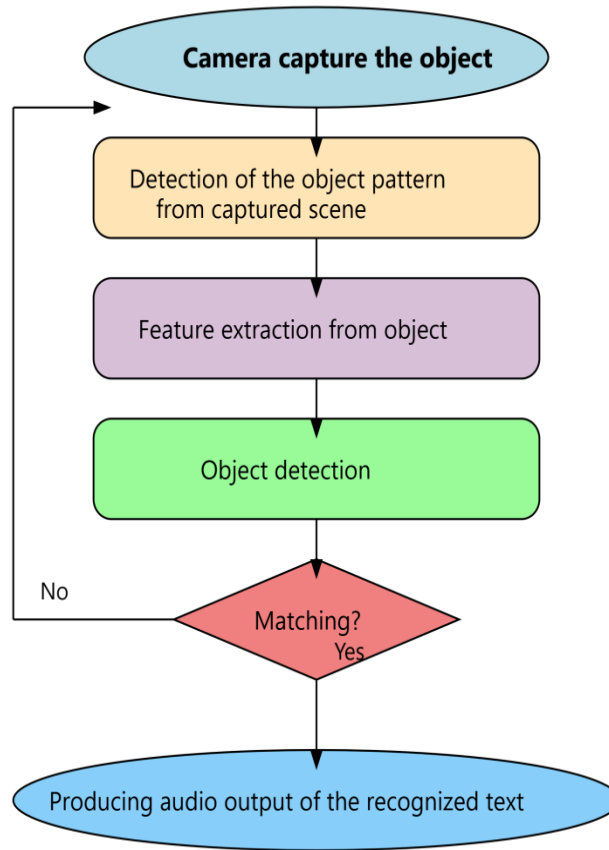 Camera capture the object
Detection of the object pattern
from captured scene
Feature extraction from object
Object detection
No
Matching?
Yes
Producing audio output of the recognized text